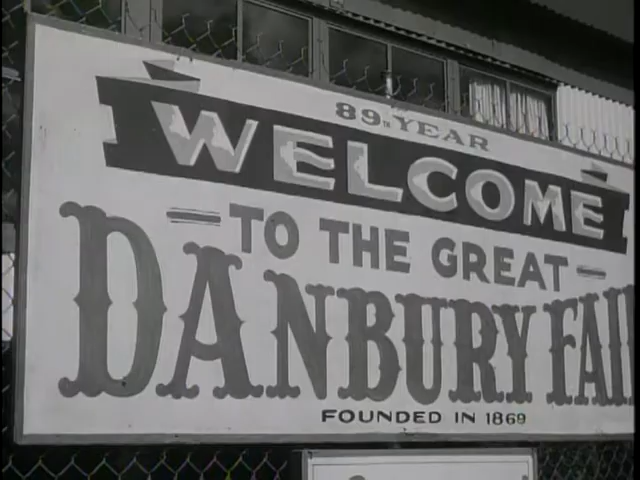 89TH YEAR
WELCOME
TO THE GREAT
DANBURY FAI
FOUNDED IN 1869